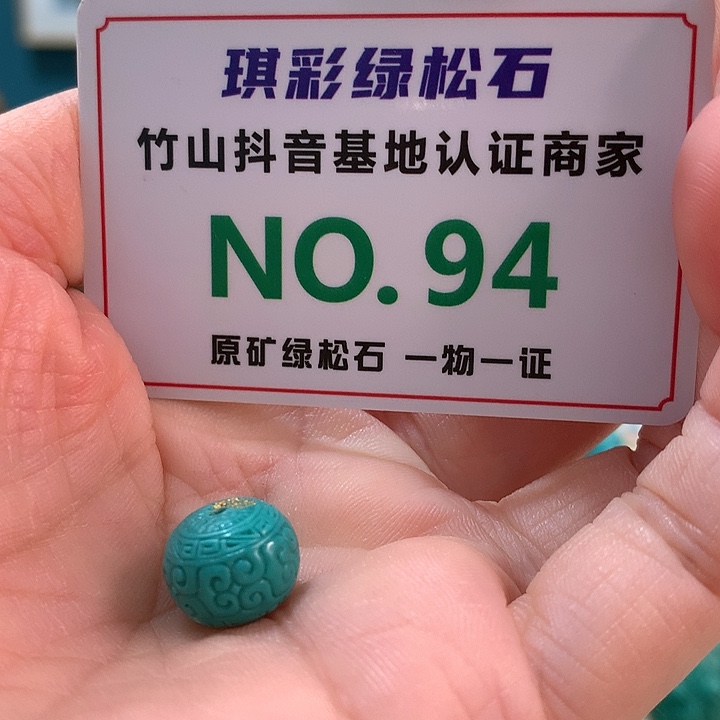 琪彩绿松石
竹山抖音基地认证商家
NO.94
原矿绿松石 一物一证